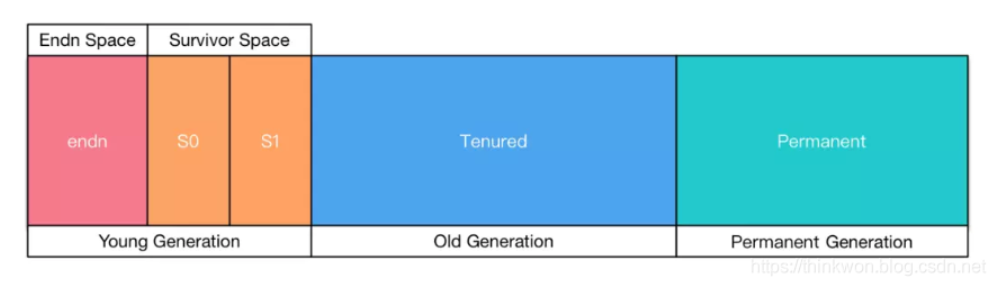 Endn Space Survivor Space
endn S0 S1 Tenured Permanent
Young Generation Old Generation Permanent Generation
https://thinkwon.blog.csdn.net